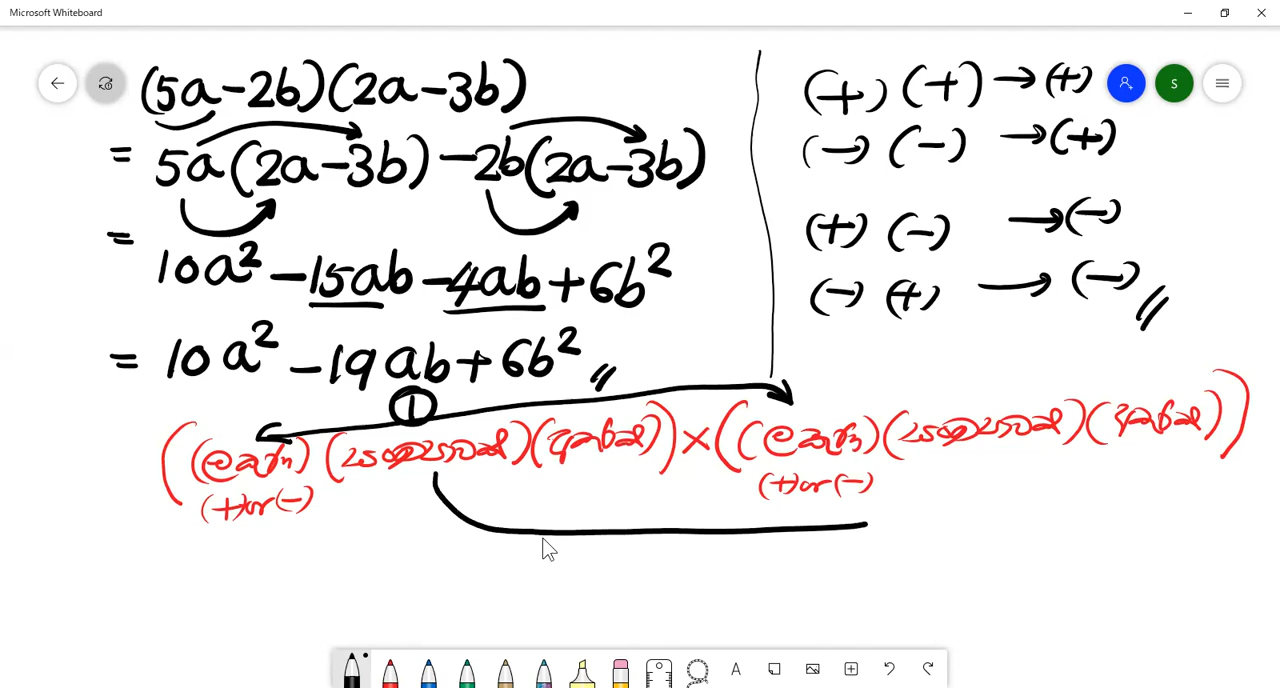 Microsoft Whiteboard
(5a-2b)(2a-3b)
= 5a(2a-3b) -2b(2a-3b)
=
10a² -15ab -4ab +6b²
= 10a² -19ab +6b² //
(+) (+) → (+)
(-) (-) → (+)
(+) (-) → (-)
(-) (+) → (-) //
S
1
(+)or(-)
(+)or(-)
A